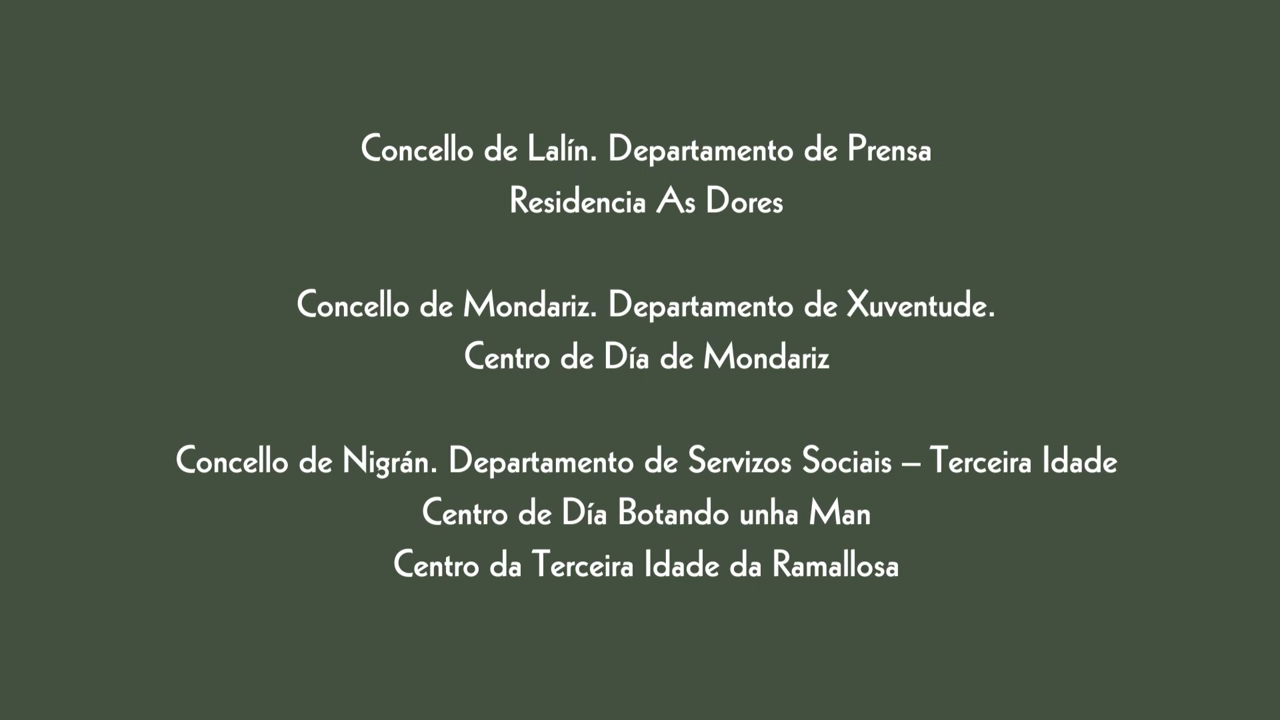 Concello de Lalín. Departamento de Prensa
Residencia As Dores
Concello de Mondariz. Departamento de Xuventude.
Centro de Día de Mondariz
Concello de Nigrán. Departamento de Servizos Sociais – Terceira Idade
Centro de Día Botando unha Man
Centro da Terceira Idade da Ramallosa